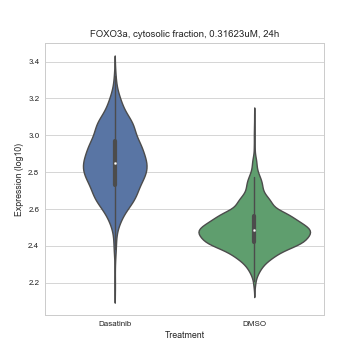 FOXO3a, cytosolic fraction, 0.31623uM, 24h
3.4
3.2
3.0
2.8
2.6
2.4
2.2
Expression (log10)
Dasatinib DMSO
Treatment